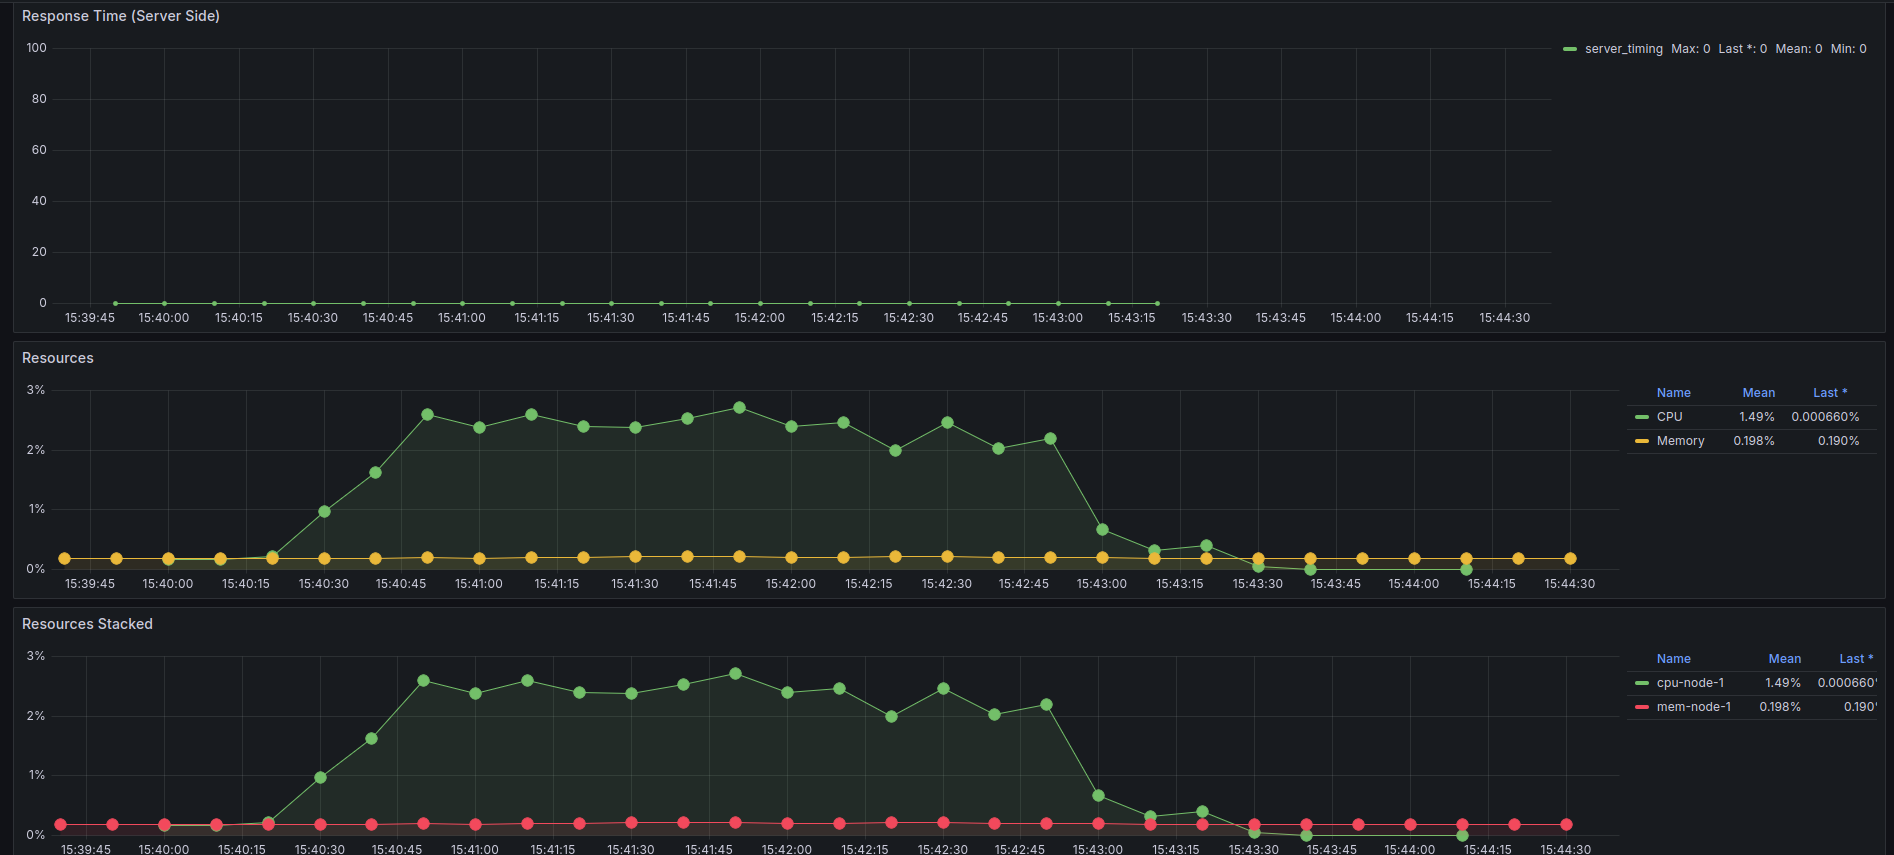 Response Time (Server Side)
100
server_timing Max: 0 Last *: 0 Mean: 0 Min: 0
80
60
40
20
0
15:39:45 15:40:00 15:40:15 15:40:30 15:40:45 15:41:00 15:41:15 15:41:30 15:41:45 15:42:00 15:42:15 15:42:30 15:42:45 15:43:00 15:43:15 15:43:30 15:43:45 15:44:00 15:44:15 15:44:30
Resources
3%
Name Mean Last *
CPU 1.49% 0.000660%
Memory 0.198% 0.190%
2%
1%
0%
15:39:45 15:40:00 15:40:15 15:40:30 15:40:45 15:41:00 15:41:15 15:41:30 15:41:45 15:42:00 15:42:15 15:42:30 15:42:45 15:43:00 15:43:15 15:43:30 15:43:45 15:44:00 15:44:15 15:44:30
Resources Stacked
3%
Name Mean Last *
cpu-node-1 1.49% 0.000660
mem-node-1 0.198% 0.190
2%
1%
0%
15:39:45 15:40:00 15:40:15 15:40:30 15:40:45 15:41:00 15:41:15 15:41:30 15:41:45 15:42:00 15:42:15 15:42:30 15:42:45 15:43:00 15:43:15 15:43:30 15:43:45 15:44:00 15:44:15 15:44:30